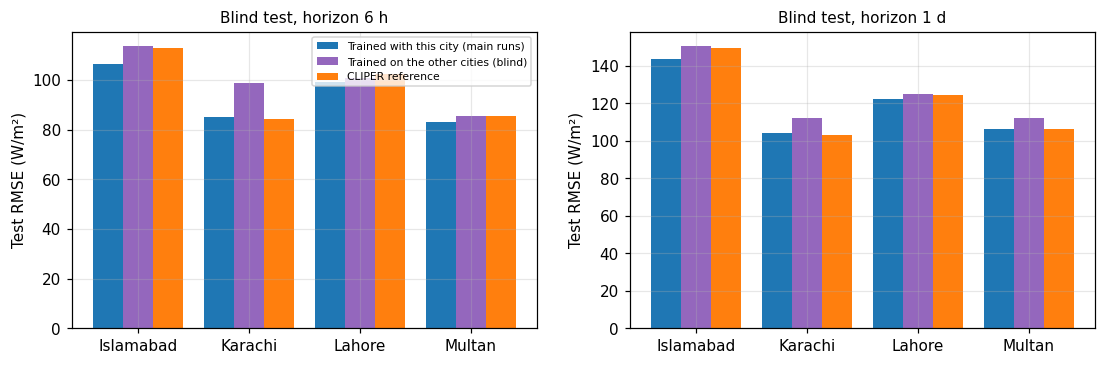 Blind test, horizon 6 h
Test RMSE (W/m²)
100
80
60
40
20
0
Trained with this city (main runs)
Trained on the other cities (blind)
CLIPER reference
Islamabad Karachi Lahore Multan
Blind test, horizon 1 d
Test RMSE (W/m²)
140
120
100
80
60
40
20
0
Islamabad Karachi Lahore Multan